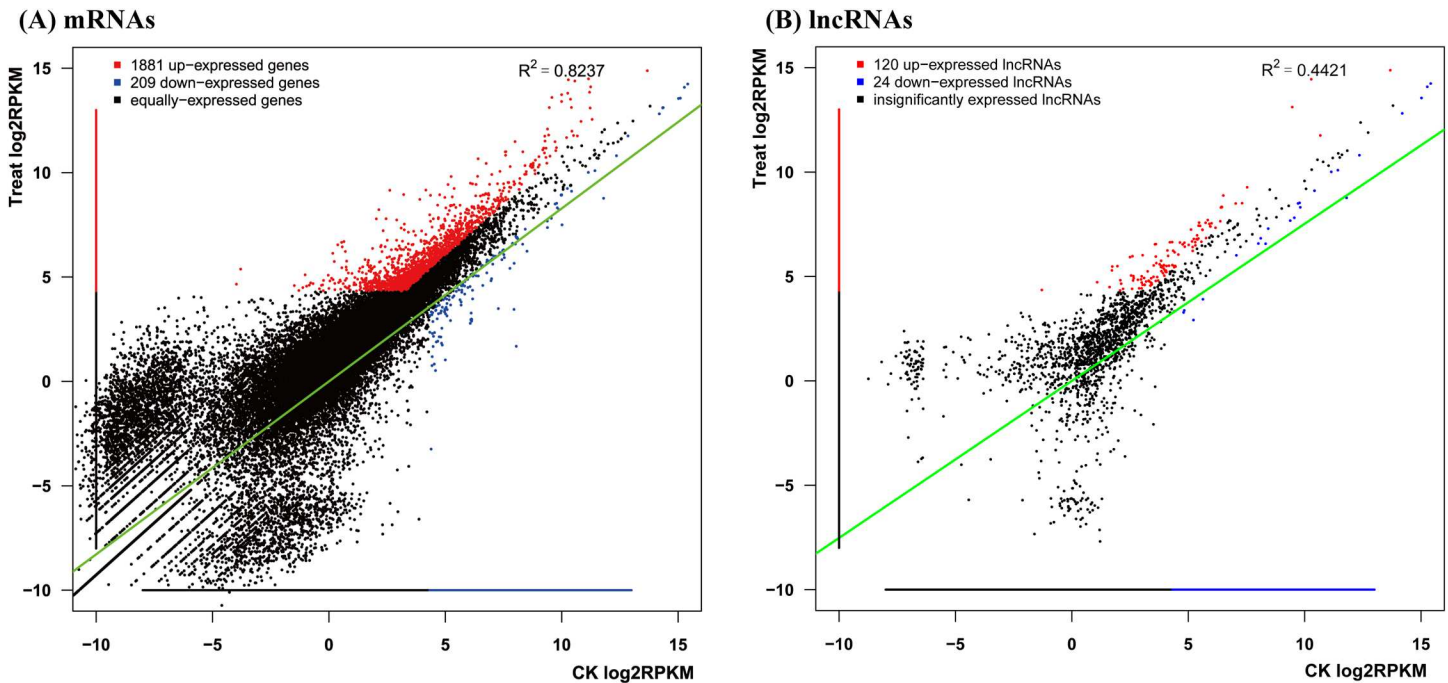 (A) mRNAs
Treat log2RPKM
15
10
5
0
−5
−10
1881 up−expressed genes
209 down−expressed genes
equally−expressed genes
R² = 0.8237
−10 −5 0 5 10 15
CK log2RPKM
(B) lncRNAs
Treat log2RPKM
15
10
5
0
−5
−10
120 up−expressed lncRNAs
24 down−expressed lncRNAs
insignificantly expressed lncRNAs
R² = 0.4421
−10 −5 0 5 10 15
CK log2RPKM